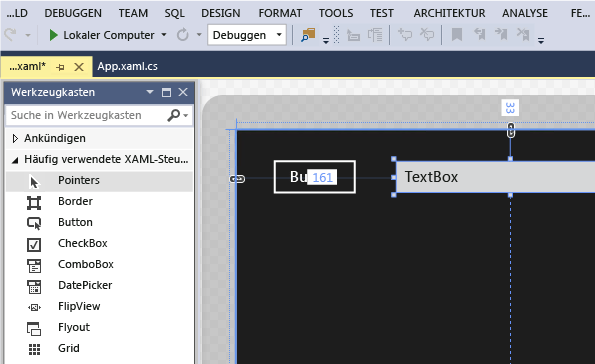 ...LD DEBUGGEN TEAM SQL DESIGN FORMAT TOOLS TEST ARCHITEKTUR ANALYSE FE...
Lokaler Computer Debuggen
...xaml* App.xaml.cs
Werkzeugkasten
Suche in Werkzeugkasten
Ankündigen
Häufig verwendete XAML-Steu...
Pointers
Border
Button
CheckBox
ComboBox
DatePicker
FlipView
Flyout
Grid
33
Bu 161 TextBox